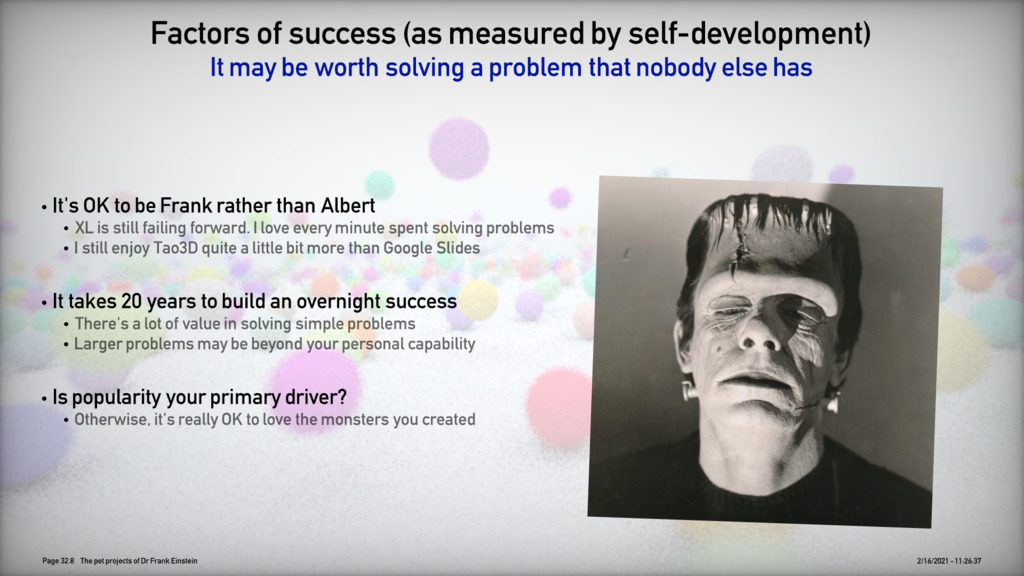 Factors of success (as measured by self-development)
It may be worth solving a problem that nobody else has
• It's OK to be Frank rather than Albert
• XL is still failing forward. I love every minute spent solving problems
• I still enjoy Tao3D quite a little bit more than Google Slides
• It takes 20 years to build an overnight success
• There's a lot of value in solving simple problems
• Larger problems may be beyond your personal capability
• Is popularity your primary driver?
• Otherwise, it's really OK to love the monsters you created
Page 32.8 The pet projects of Dr Frank Einstein
2/16/2021 - 11:26:37